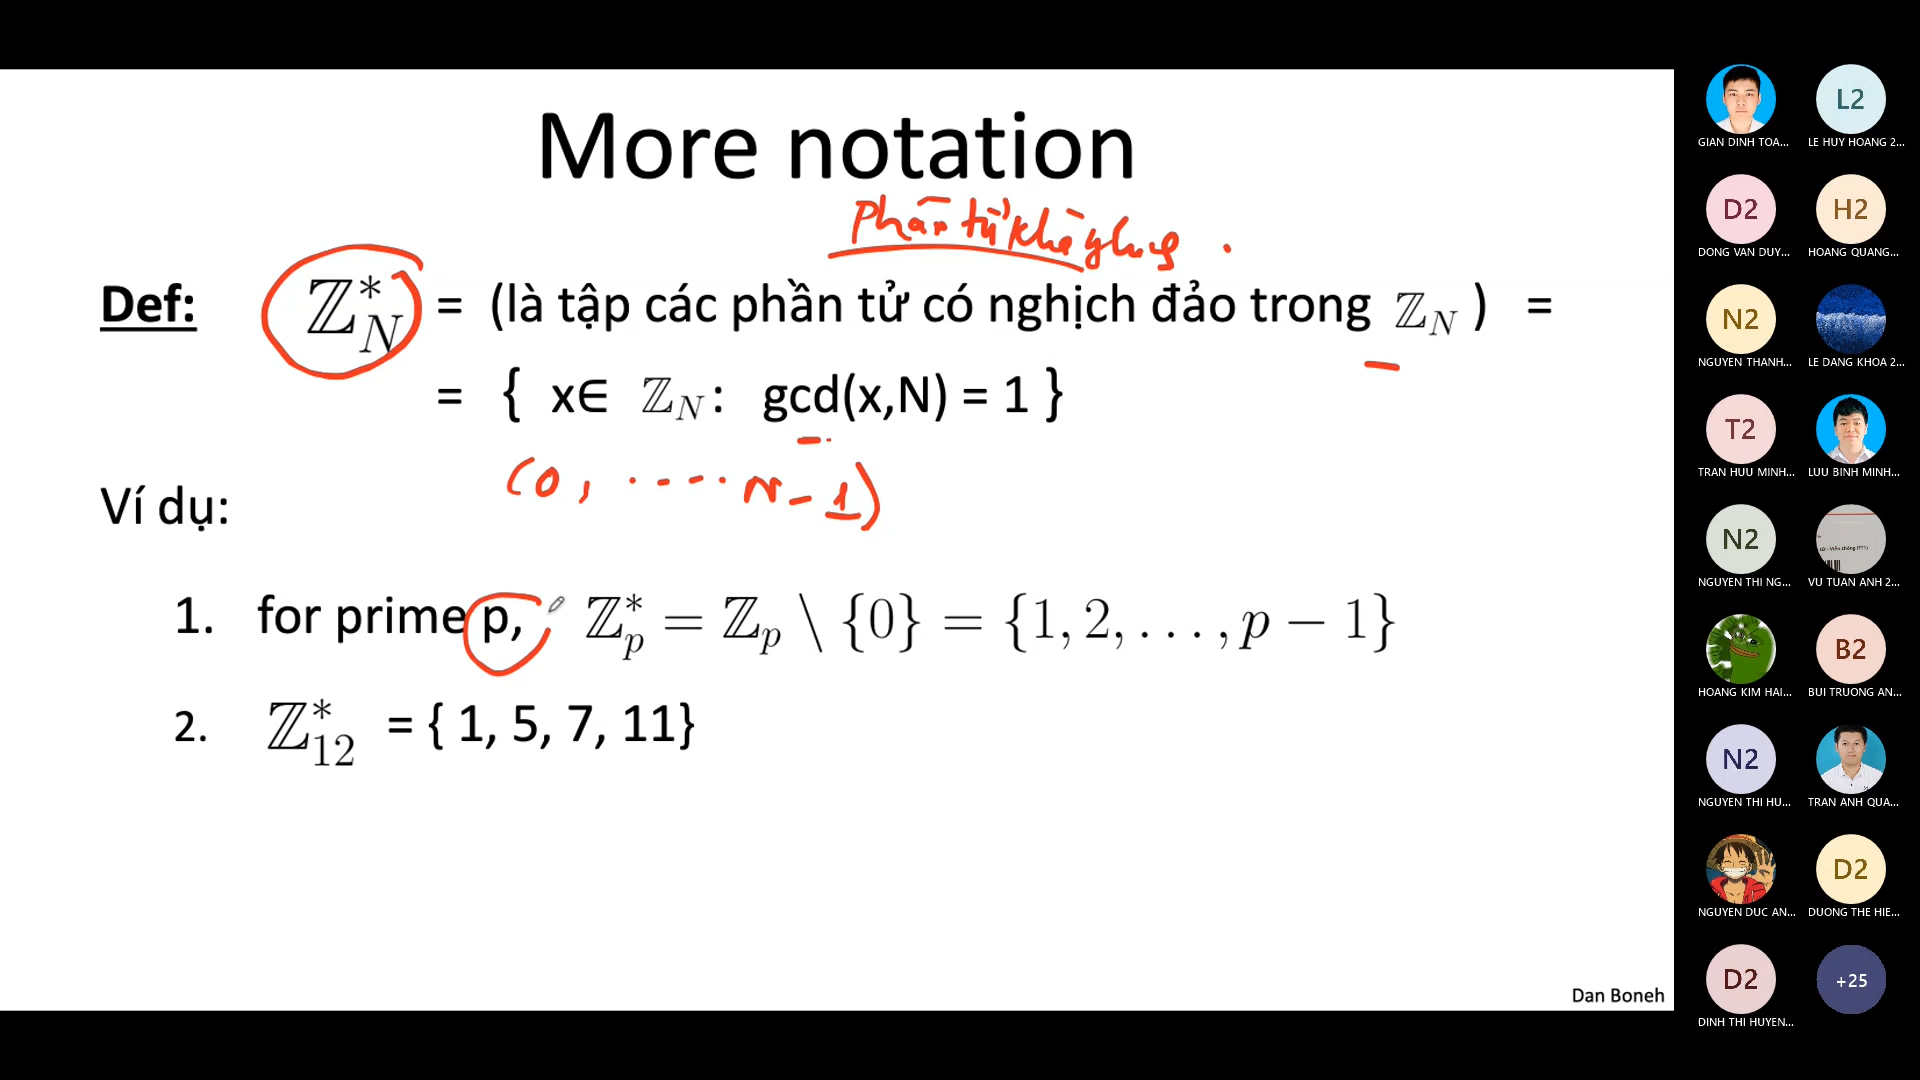 More notation
Phần tử khả nghịch.
Def: ℤ*_N = (là tập các phần tử có nghịch đảo trong ℤ_N ) =
= { x∈ ℤ_N : gcd(x,N) = 1 }
(0, ..... N-1)
Ví dụ:
1. for prime p, ℤ*_p = ℤ_p \ {0} = {1, 2, . . . , p − 1}
2. ℤ*_12 = { 1, 5, 7, 11}
Dan Boneh
GIAN DINH TOA...
L2
LE HUY HOANG 2...
D2
DONG VAN DUY...
H2
HOANG QUANG...
N2
NGUYEN THANH...
LE DANG KHOA 2...
T2
TRAN HUU MINH...
LUU BINH MINH...
N2
NGUYEN THI NG...
VU TUAN ANH 2...
HOANG KIM HAI...
B2
BUI TRUONG AN...
N2
NGUYEN THI HU...
TRAN ANH QUA...
NGUYEN DUC AN...
D2
DUONG THE HIE...
D2
DINH THI HUYEN...
+25